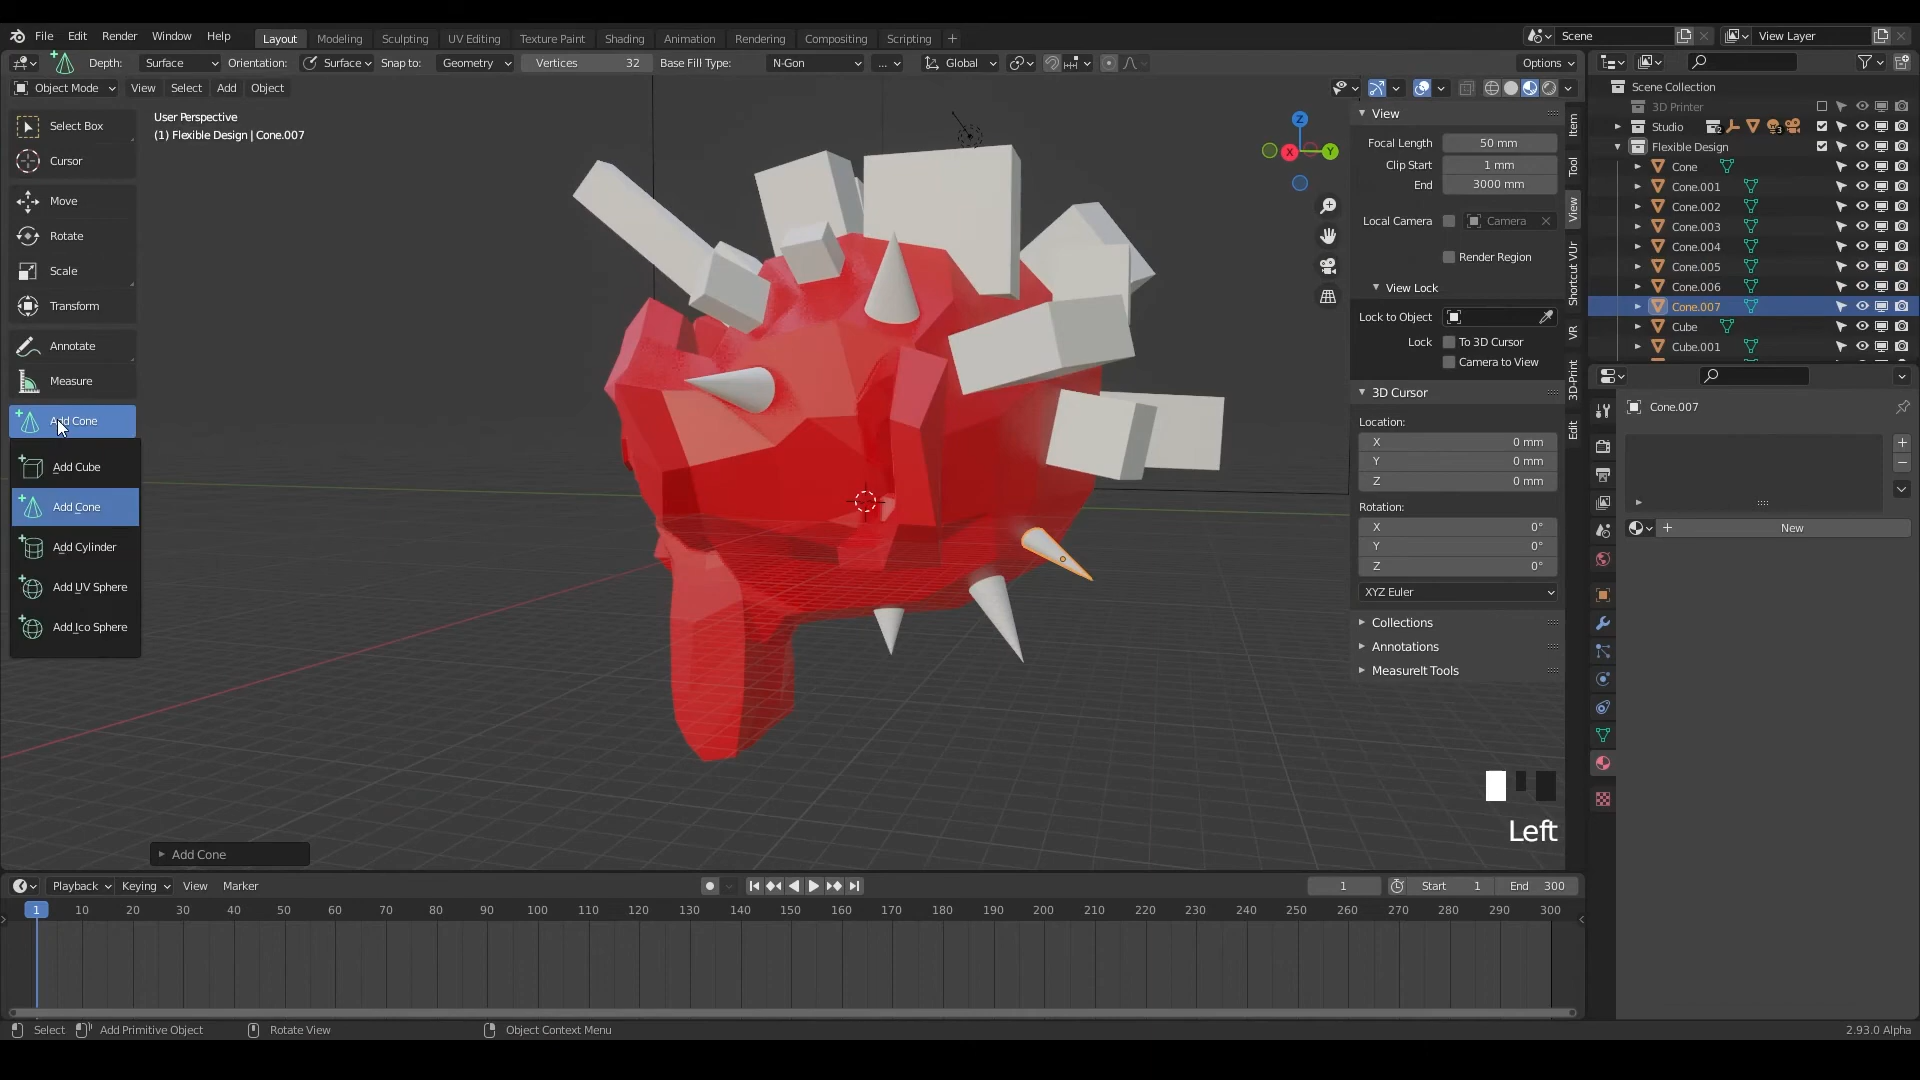 File Edit Render Window Help Layout Modeling Sculpting UV Editing Texture Paint Shading Animation Rendering Compositing Scripting + Scene View Layer
Depth: Surface Orientation: Surface Snap to: Geometry Vertices 32 Base Fill Type: N-Gon ... Global Options
Object Mode View Select Add Object
User Perspective
(1) Flexible Design | Cone.007
Select Box
Cursor
Move
Rotate
Scale
Transform
Annotate
Measure
Add Cone
Add Cube
Add Cone
Add Cylinder
Add UV Sphere
Add Ico Sphere
Add Cone
Z
X
Y
View
Focal Length 50 mm
Clip Start 1 mm
End 3000 mm
Local Camera Camera
Render Region
View Lock
Lock to Object
Lock To 3D Cursor
Camera to View
3D Cursor
Location:
X 0 mm
Y 0 mm
Z 0 mm
Rotation:
X 0°
Y 0°
Z 0°
XYZ Euler
Collections
Annotations
MeasureIt Tools
Item
Tool
View
Shortcut VUr
VR
3D-Print
Edit
Left
Scene Collection
3D Printer
Studio 2 3
Flexible Design
Cone
Cone.001
Cone.002
Cone.003
Cone.004
Cone.005
Cone.006
Cone.007
Cube
Cube.001
Cone.007
New
Playback Keying View Marker 1 Start 1 End 300
1 10 20 30 40 50 60 70 80 90 100 110 120 130 140 150 160 170 180 190 200 210 220 230 240 250 260 270 280 290 300
Select Add Primitive Object Rotate View Object Context Menu 2.93.0 Alpha